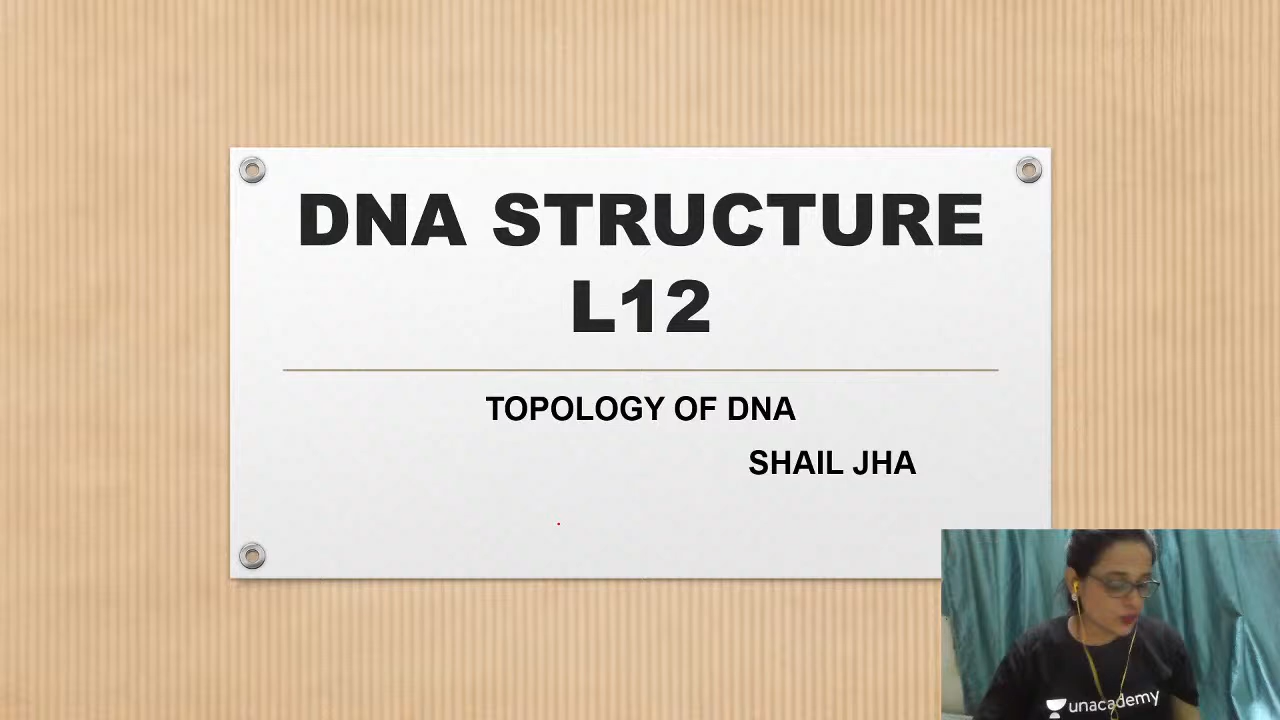 DNA STRUCTURE
L12
TOPOLOGY OF DNA
SHAIL JHA
unacademy